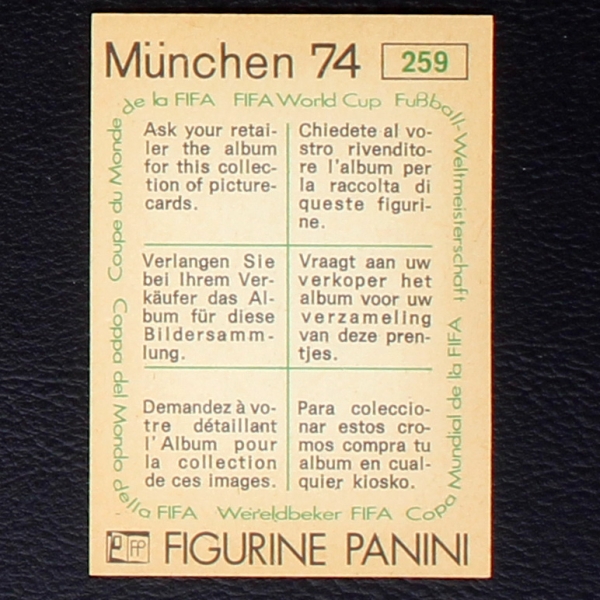 München 74 259
de la FIFA FIFA World Cup Fußball-Weltmeisterschaft
Ask your retai-
ler the album
for this collec-
tion of picture-
cards.
Chiedete al vo-
stro rivendito-
re l'album per
la raccolta di
queste figuri-
ne.
Verlangen Sie
bei Ihrem Ver-
käufer das Al-
bum für diese
Bildersamm-
lung.
Vraagt aan uw
verkoper het
album voor uw
verzameling
van deze pren-
tjes.
Demandez à vo-
tre détaillant
l'Album pour
la collection
de ces images.
Para coleccio-
nar estos cro-
mos compra tu
album en cual-
quier kiosko.
Coupe du Monde
Coppa del Mondo della FIFA
Wereldbeker FIFA
Copa Mundial de la FIFA
FP FIGURINE PANINI